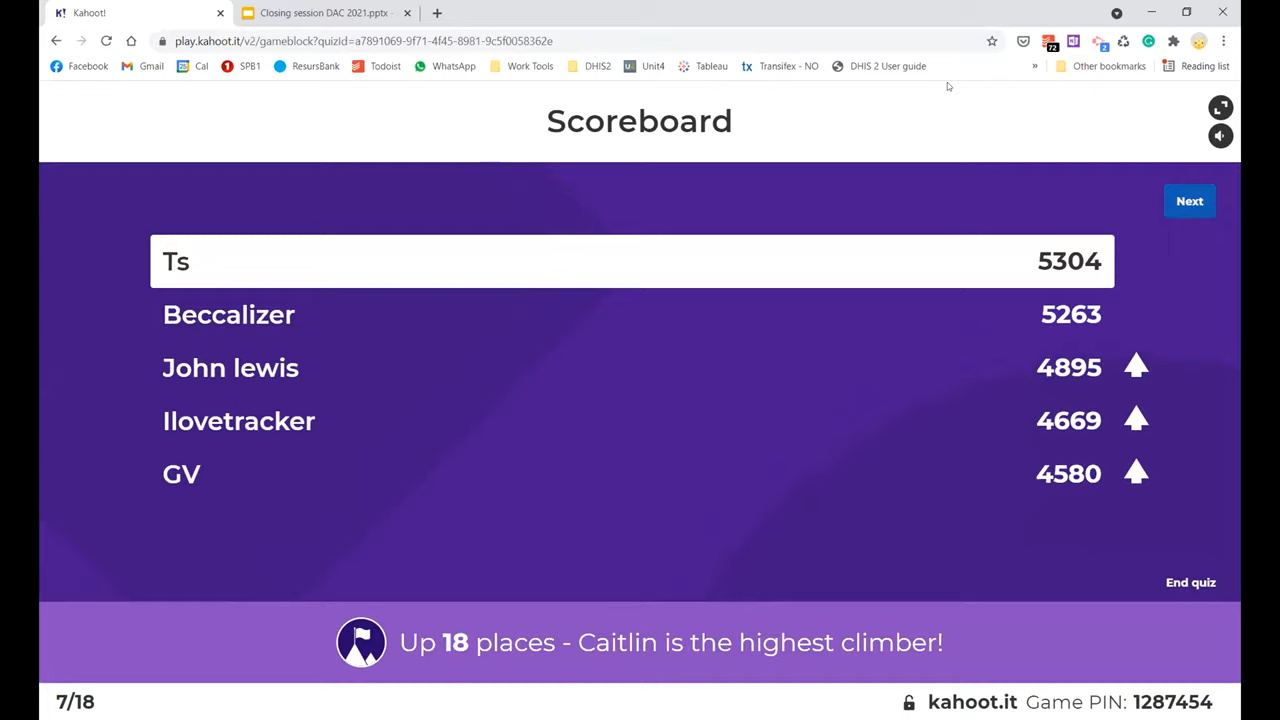 K! Kahoot!
Closing session DAC 2021.pptx -
play.kahoot.it/v2/gameblock?quizId=a7891069-9f71-4f45-8981-9c5f0058362e
72
2
Facebook Gmail Cal SPB1 ResursBank Todoist WhatsApp Work Tools DHIS2 Unit4 Tableau tx Transifex - NO DHIS 2 User guide » Other bookmarks Reading list
Scoreboard
Next
Ts 5304
Beccalizer 5263
John lewis 4895
Ilovetracker 4669
GV 4580
End quiz
Up 18 places - Caitlin is the highest climber!
7/18
kahoot.it Game PIN: 1287454